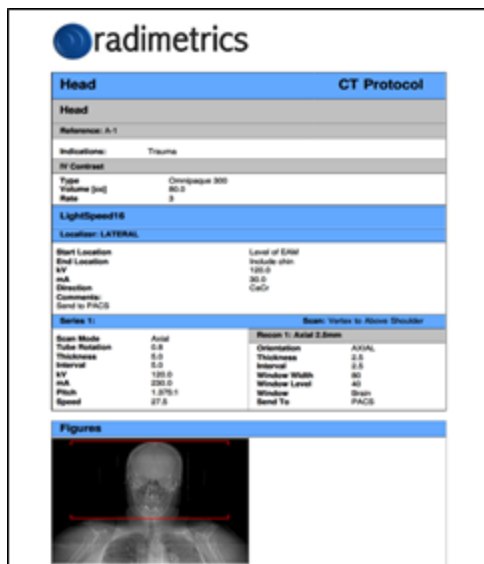 radimetrics
Head CT Protocol
Head
Reference: A-1
Indications: Trauma
IV Contrast
Type Omnipaque 300
Volume [cc] 80.0
Rate 3
LightSpeed16
Localizer: LATERAL
Start Location Level of EAM
End Location Include chin
kV 120.0
mA 30.0
Direction CaCr
Comments:
Send to PACS
Series 1: Scan: Vertex to Above Shoulder
Scan Mode Axial
Tube Rotation 0.8
Thickness 5.0
Interval 5.0
kV 120.0
mA 230.0
Pitch 1.375:1
Speed 27.5
Recon 1: Axial 2.5mm
Orientation AXIAL
Thickness 2.5
Interval 2.5
Window Width 80
Window Level 40
Window Brain
Send To PACS
Figures